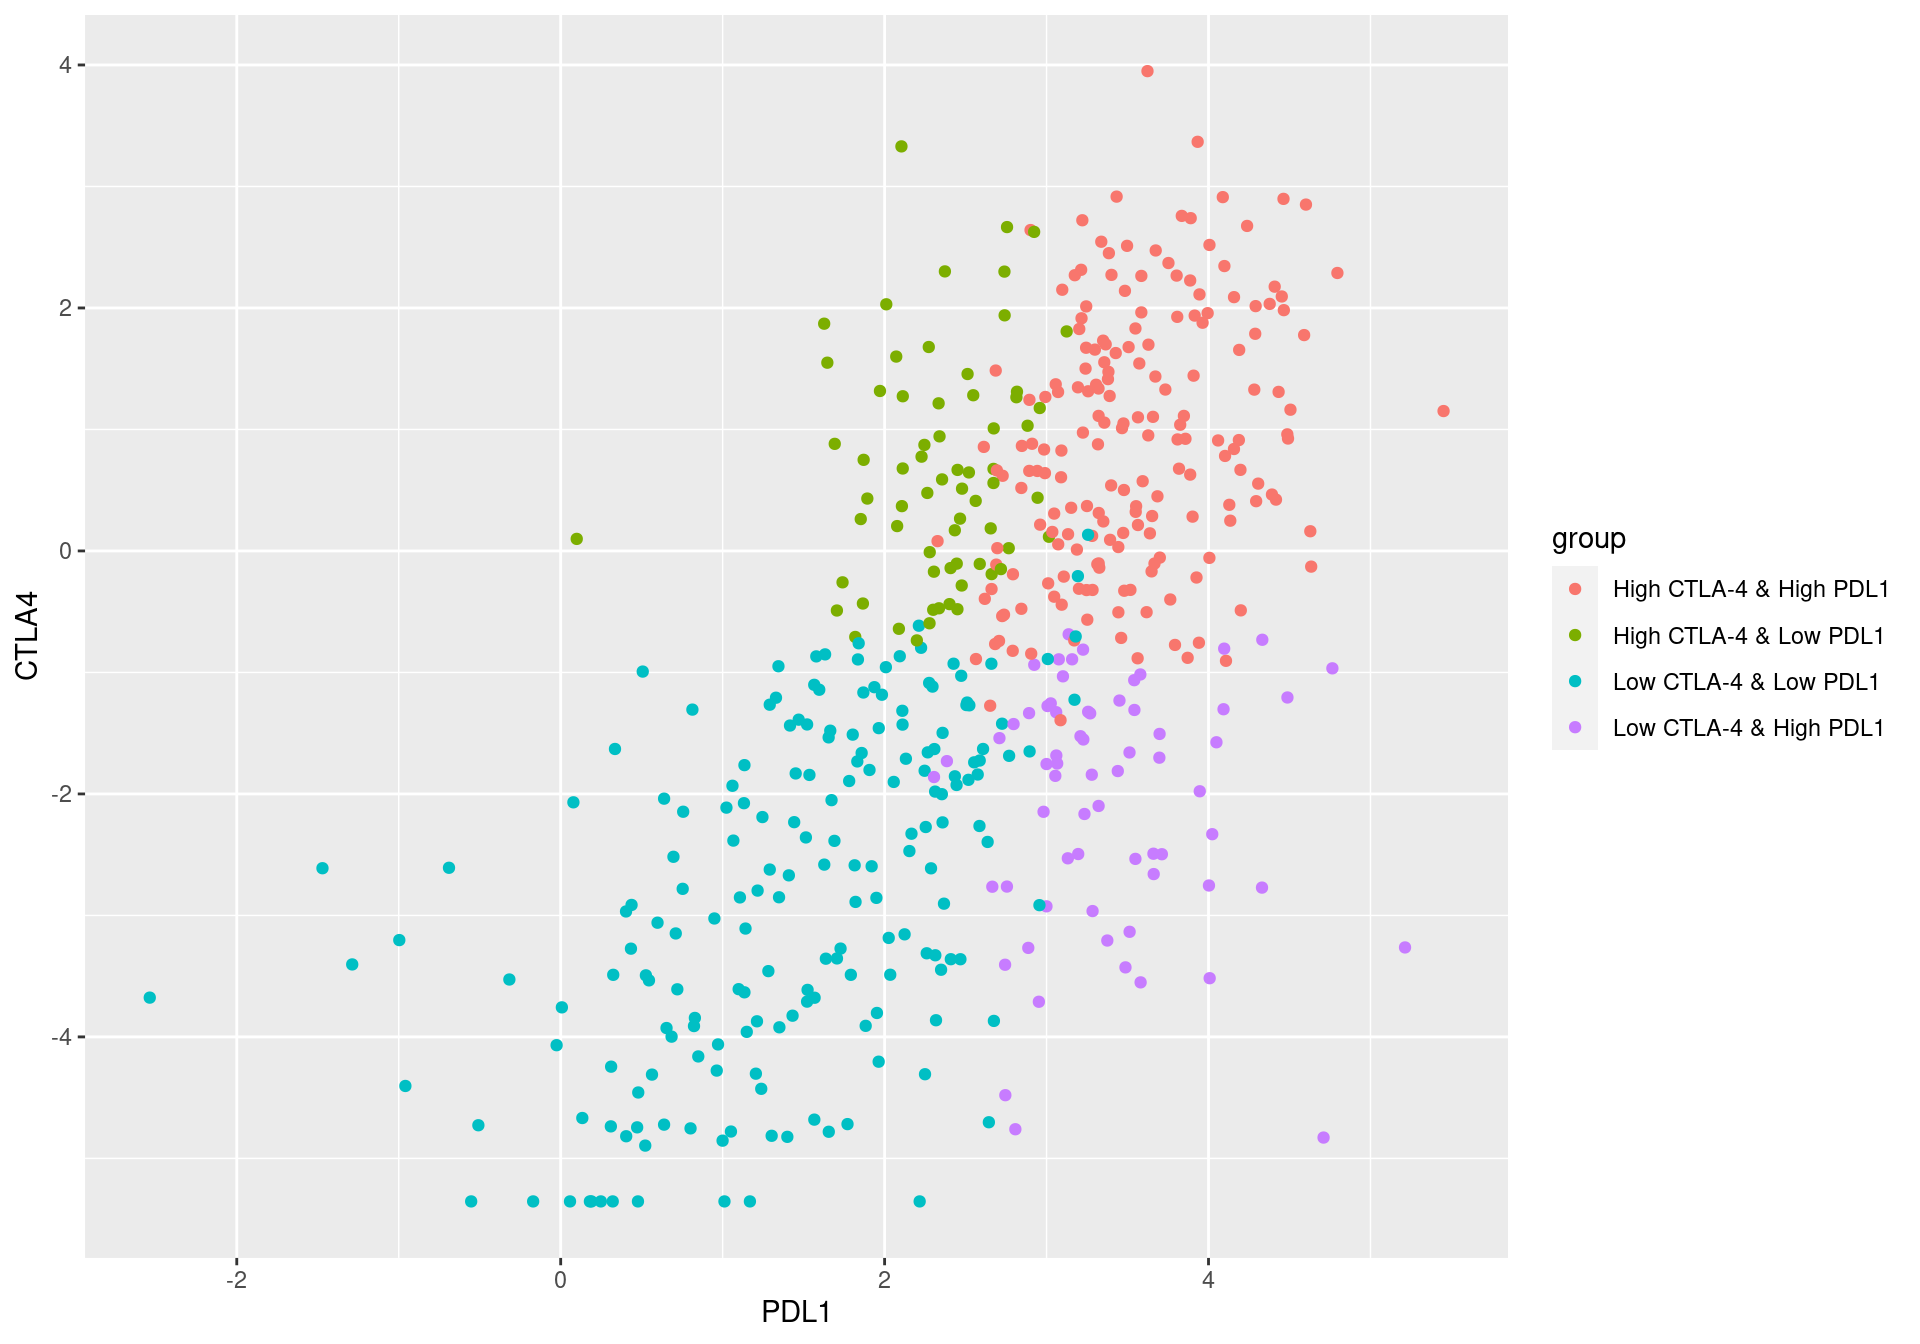 4
2
0
-2
-4
CTLA4
-2
0
2
4
PDL1
group
High CTLA-4 & High PDL1
High CTLA-4 & Low PDL1
Low CTLA-4 & Low PDL1
Low CTLA-4 & High PDL1